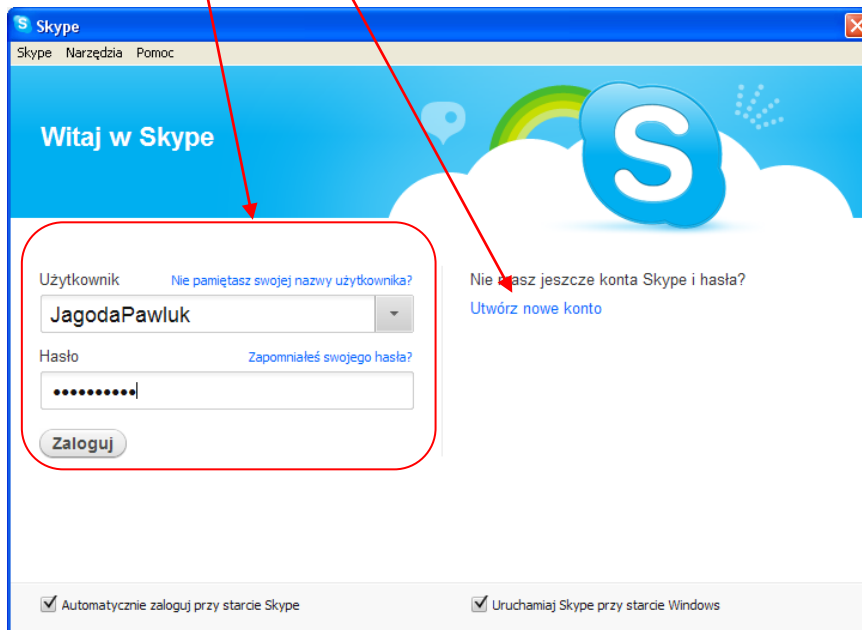 Skype
Skype Narzędzia Pomoc
Witaj w Skype
Użytkownik Nie pamiętasz swojej nazwy użytkownika?
JagodaPawluk
Hasło Zapomniałeś swojego hasła?
••••••••••
Zaloguj
Nie masz jeszcze konta Skype i hasła?
Utwórz nowe konto
Automatycznie zaloguj przy starcie Skype
Uruchamiaj Skype przy starcie Windows